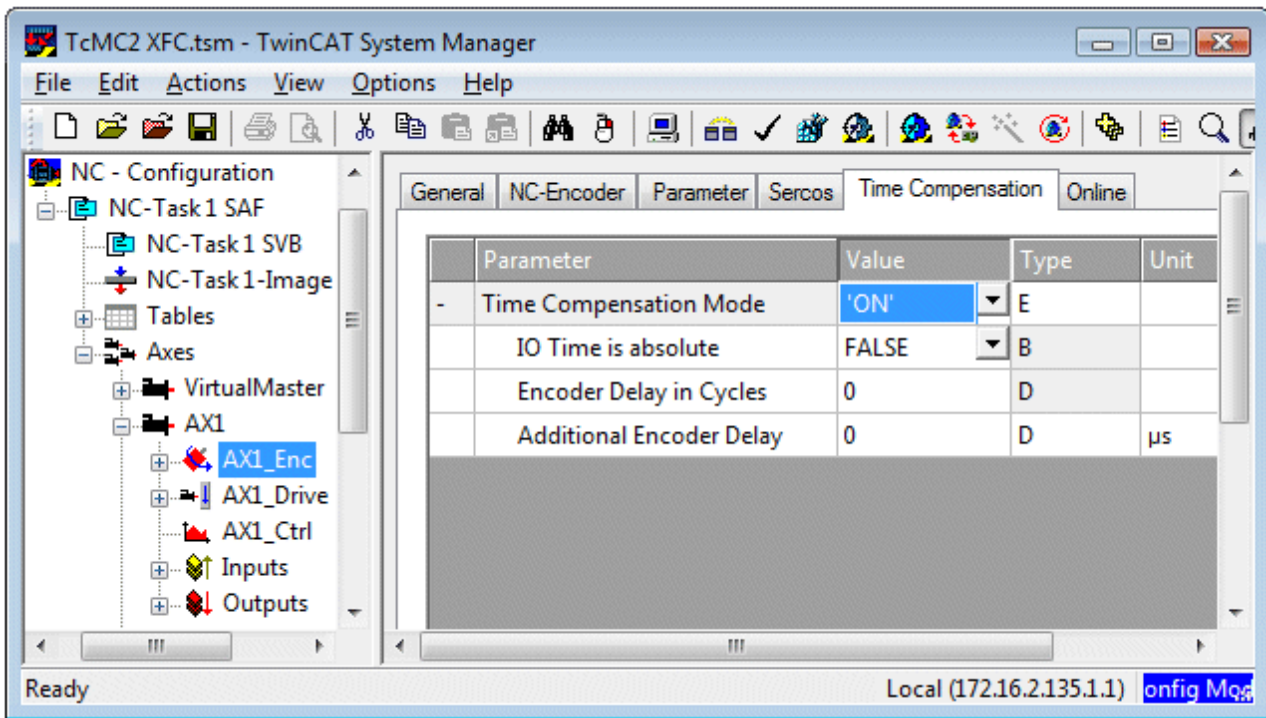 TcMC2 XFC.tsm - TwinCAT System Manager
File Edit Actions View Options Help
NC - Configuration
NC-Task 1 SAF
NC-Task 1 SVB
NC-Task 1-Image
Tables
Axes
VirtualMaster
AX1
AX1_Enc
AX1_Drive
AX1_Ctrl
Inputs
Outputs
General NC-Encoder Parameter Sercos Time Compensation Online
Parameter Value Type Unit
- Time Compensation Mode 'ON' E
IO Time is absolute FALSE B
Encoder Delay in Cycles 0 D
Additional Encoder Delay 0 D µs
Ready Local (172.16.2.135.1.1) onfig Mod